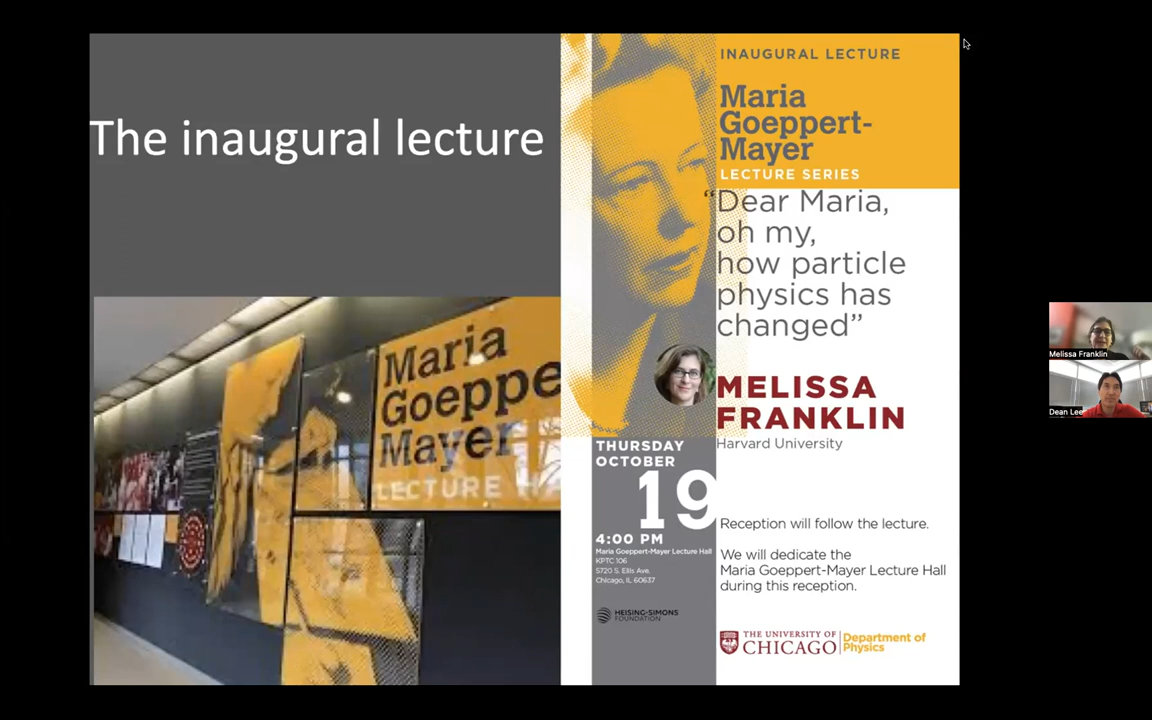 The inaugural lecture
Maria
Goeppe
Mayer
LECTURE HA
INAUGURAL LECTURE
Maria
Goeppert-
Mayer
LECTURE SERIES
“Dear Maria,
oh my,
how particle
physics has
changed”
MELISSA
FRANKLIN
Harvard University
THURSDAY
OCTOBER
19
4:00 PM
Maria Goeppert-Mayer Lecture Hall
KPTC 106
5720 S. Ellis Ave.
Chicago, IL 60637
HEISING-SIMONS
FOUNDATION
Reception will follow the lecture.
We will dedicate the
Maria Goeppert-Mayer Lecture Hall
during this reception.
THE UNIVERSITY OF
CHICAGO
Department of
Physics
Melissa Franklin
Dean Lee